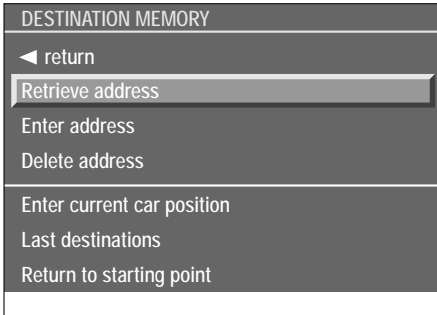 DESTINATION MEMORY
◄ return
Retrieve address
Enter address
Delete address
Enter current car position
Last destinations
Return to starting point